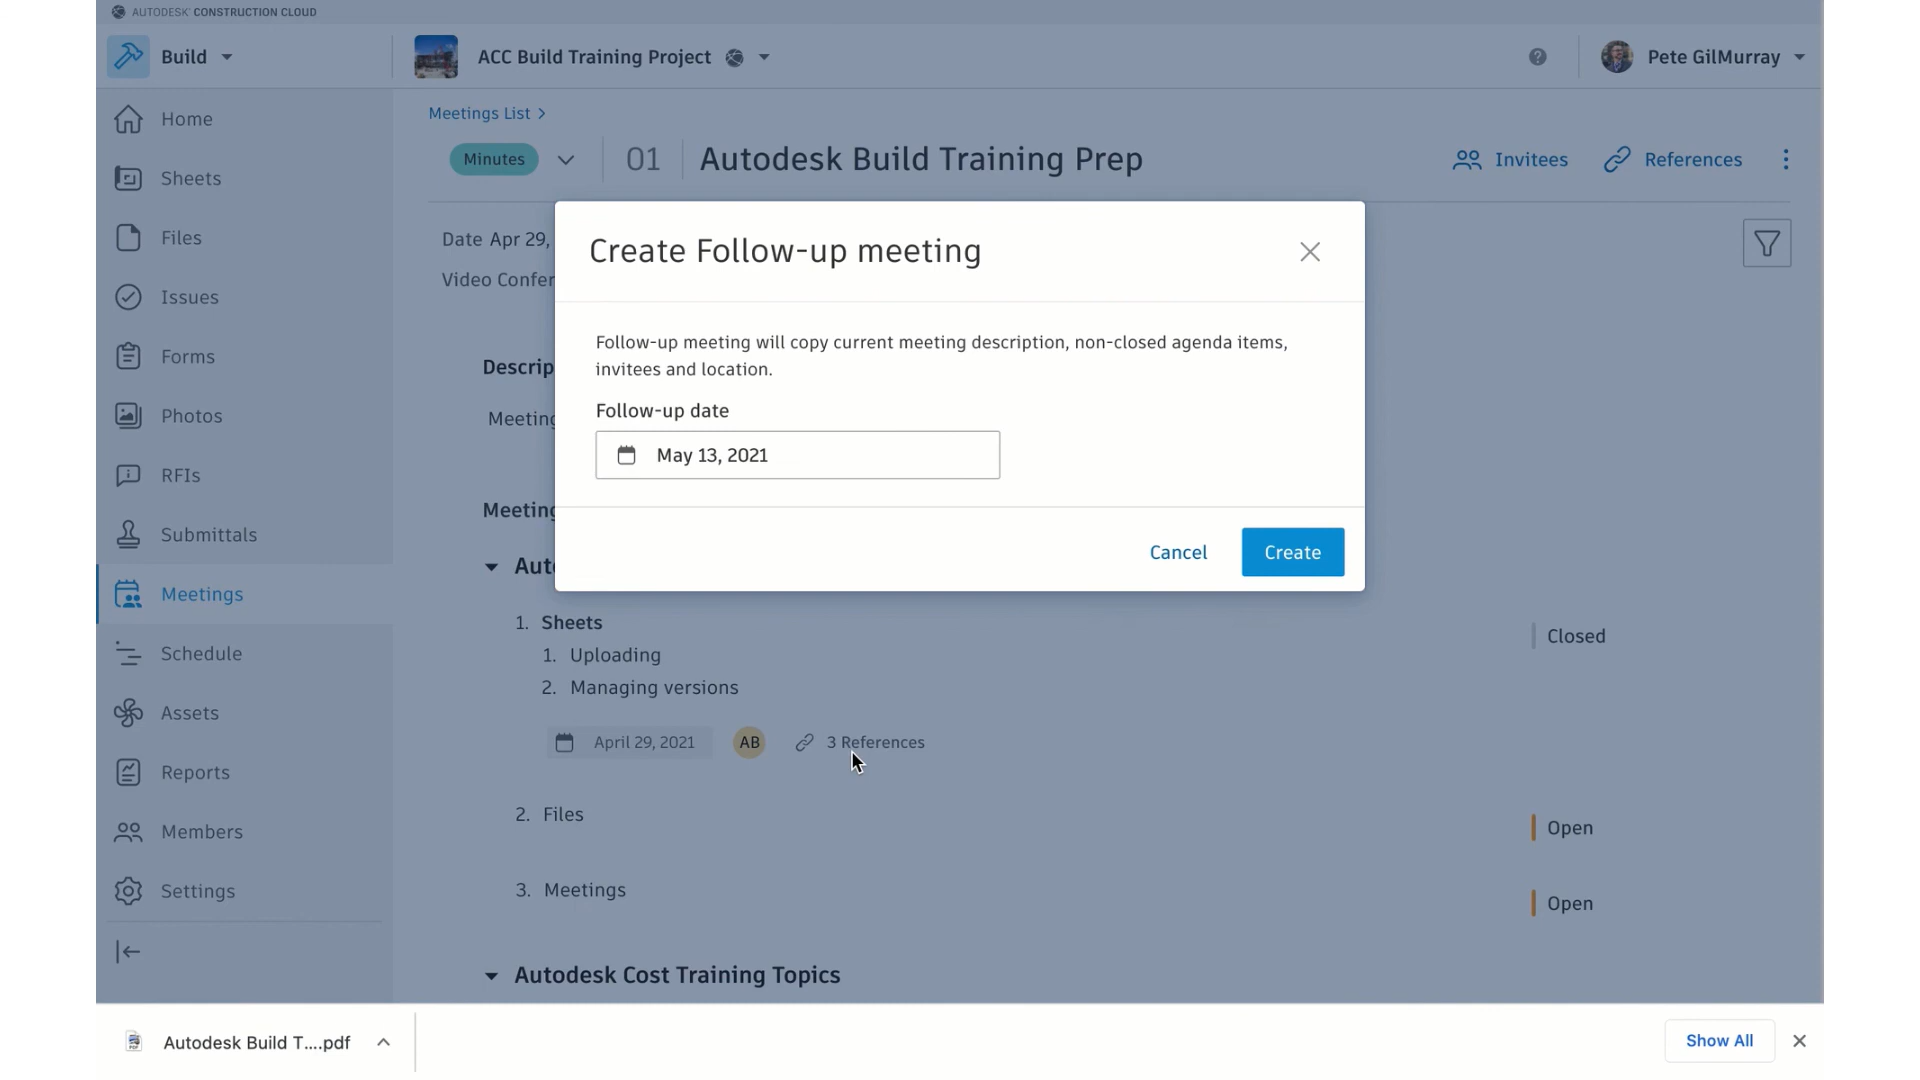 AUTODESK CONSTRUCTION CLOUD
Build
ACC Build Training Project
Pete GilMurray
Home
Sheets
Files
Issues
Forms
Photos
RFIs
Submittals
Meetings
Schedule
Assets
Reports
Members
Settings
Meetings List >
Minutes
01
Autodesk Build Training Prep
Invitees
References
Date Apr 29,
Video Confer
Create Follow-up meeting
Follow-up meeting will copy current meeting description, non-closed agenda items,
invitees and location.
Follow-up date
May 13, 2021
Cancel
Create
Descrip
Meeting
Meeting
Auto
1. Sheets
Closed
1. Uploading
2. Managing versions
April 29, 2021
AB
3 References
2. Files
Open
3. Meetings
Open
Autodesk Cost Training Topics
Autodesk Build T....pdf
Show All